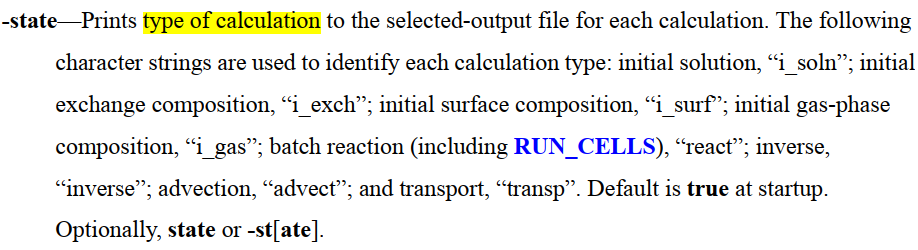 -state—Prints type of calculation to the selected-output file for each calculation. The following
character strings are used to identify each calculation type: initial solution, “i_soln”; initial
exchange composition, “i_exch”; initial surface composition, “i_surf”; initial gas-phase
composition, “i_gas”; batch reaction (including RUN_CELLS), “react”; inverse,
“inverse”; advection, “advect”; and transport, “transp”. Default is true at startup.
Optionally, state or -st[ate].